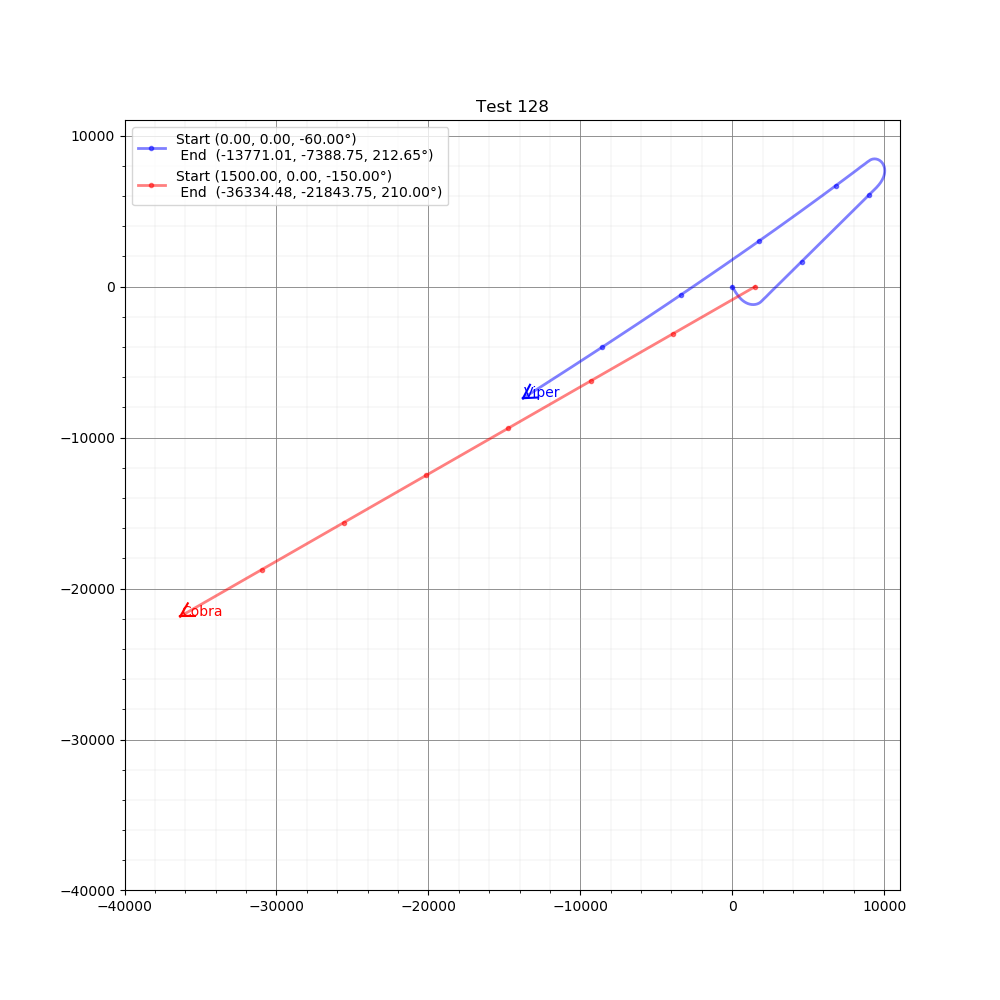 Test 128
Start (0.00, 0.00, -60.00°)
End (-13771.01, -7388.75, 212.65°)
Start (1500.00, 0.00, -150.00°)
End (-36334.48, -21843.75, 210.00°)
10000
0
−10000
−20000
−30000
−40000
Viper
Cobra
−40000 −30000 −20000 −10000 0 10000